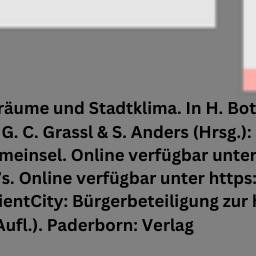 räume und Stadtklima. In H. Bot
G. C. Grassl & S. Anders (Hrsg.):
meinsel. Online verfügbar unter
's. Online verfügbar unter https:
ientCity: Bürgerbeteiligung zur
Aufl.). Paderborn: Verlag